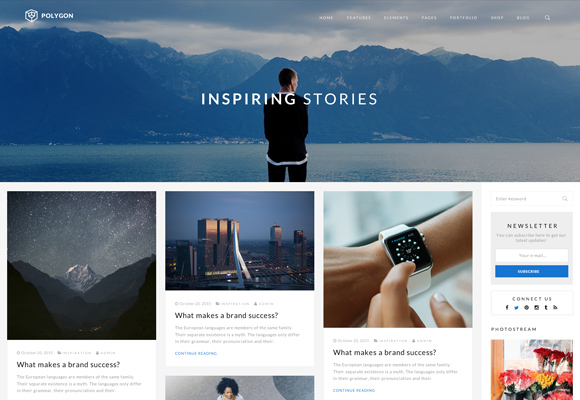 POLYGON
HOME FEATURES ELEMENTS PAGES PORTFOLIO SHOP BLOG
INSPIRING STORIES
October 20, 2015 INSPIRATION ADMIN
What makes a brand success?
The European languages are members of the same family.
Their separate existence is a myth. The languages only differ
in their grammar, their pronunciation and their.
October 20, 2015 INSPIRATION ADMIN
What makes a brand success?
The European languages are members of the same family.
Their separate existence is a myth. The languages only differ
in their grammar, their pronunciation and their.
CONTINUE READING
October 20, 2015 INSPIRATION ADMIN
What makes a brand success?
The European languages are members of the same family.
Their separate existence is a myth. The languages only differ
in their grammar, their pronunciation and their.
CONTINUE READING
Enter keyword
NEWSLETTER
You can subscribe here to get our
latest updates!
Your e-mail...
SUBSCRIBE
CONNECT US
PHOTOSTREAM